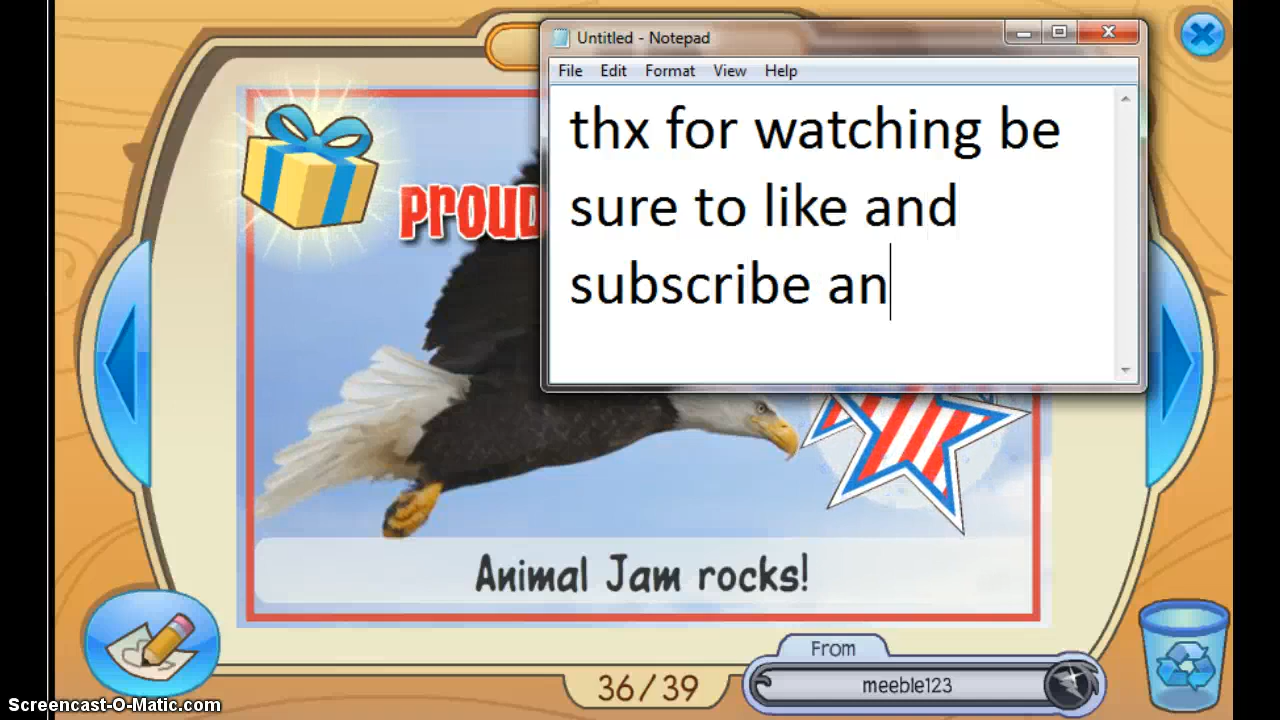 Untitled - Notepad
File Edit Format View Help
thx for watching be
sure to like and
subscribe an
PROUD
Animal Jam rocks!
From
meeble123
36/39
Screencast-O-Matic.com